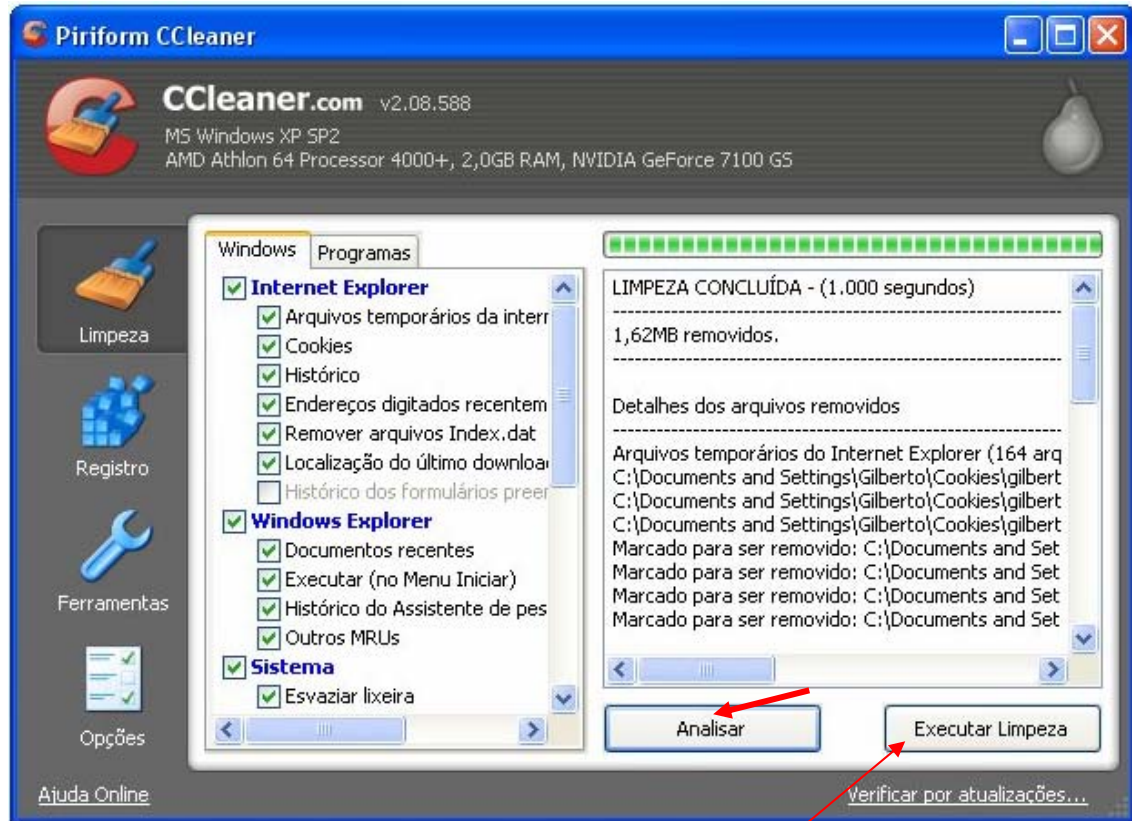 Piriform CCleaner
CCleaner.com v2.08.588
MS Windows XP SP2
AMD Athlon 64 Processor 4000+, 2,0GB RAM, NVIDIA GeForce 7100 GS
Limpeza
Registro
Ferramentas
Opções
Windows Programas
Internet Explorer
Arquivos temporários da interr
Cookies
Histórico
Endereços digitados recentem
Remover arquivos Index.dat
Localização do último downloa
Histórico dos formulários preer
Windows Explorer
Documentos recentes
Executar (no Menu Iniciar)
Histórico do Assistente de pes
Outros MRUs
Sistema
Esvaziar lixeira
LIMPEZA CONCLUÍDA - (1.000 segundos)
------------------------------------------------------------
1,62MB removidos.
------------------------------------------------------------
Detalhes dos arquivos removidos
------------------------------------------------------------
Arquivos temporários do Internet Explorer (164 arq
C:\Documents and Settings\Gilberto\Cookies\gilbert
C:\Documents and Settings\Gilberto\Cookies\gilbert
C:\Documents and Settings\Gilberto\Cookies\gilbert
Marcado para ser removido: C:\Documents and Set
Marcado para ser removido: C:\Documents and Set
Marcado para ser removido: C:\Documents and Set
Marcado para ser removido: C:\Documents and Set
Analisar
Executar Limpeza
Ajuda Online
Verificar por atualizações...